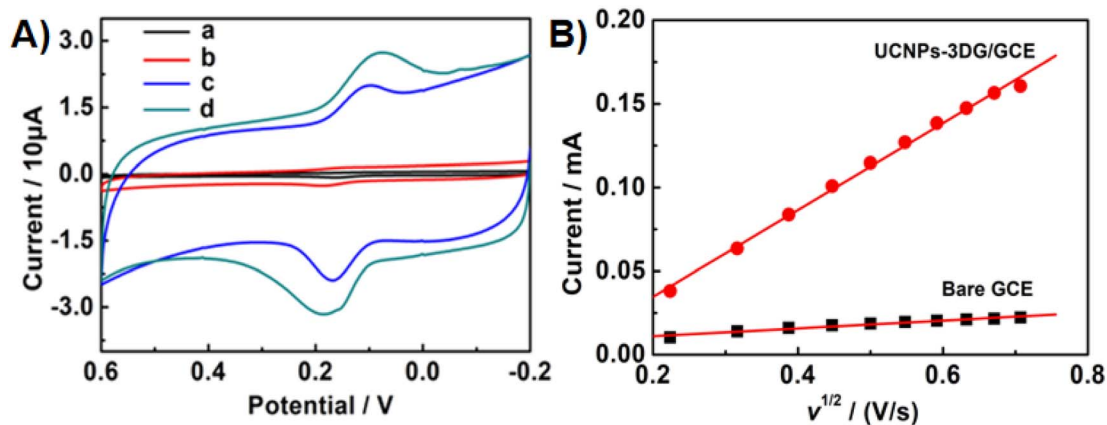 A)
a
b
c
d
3.0
1.5
0.0
-1.5
-3.0
Current / 10μA
0.6
0.4
0.2
0.0
-0.2
Potential / V
B)
UCNPs-3DG/GCE
Bare GCE
0.20
0.15
0.10
0.05
0.00
Current / mA
0.2
0.4
0.6
0.8
v^1/2 / (V/s)